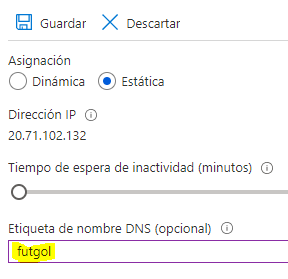 Guardar Descartar
Asignación
Dinámica Estática
Dirección IP
20.71.102.132
Tiempo de espera de inactividad (minutos)
Etiqueta de nombre DNS (opcional)
futgol